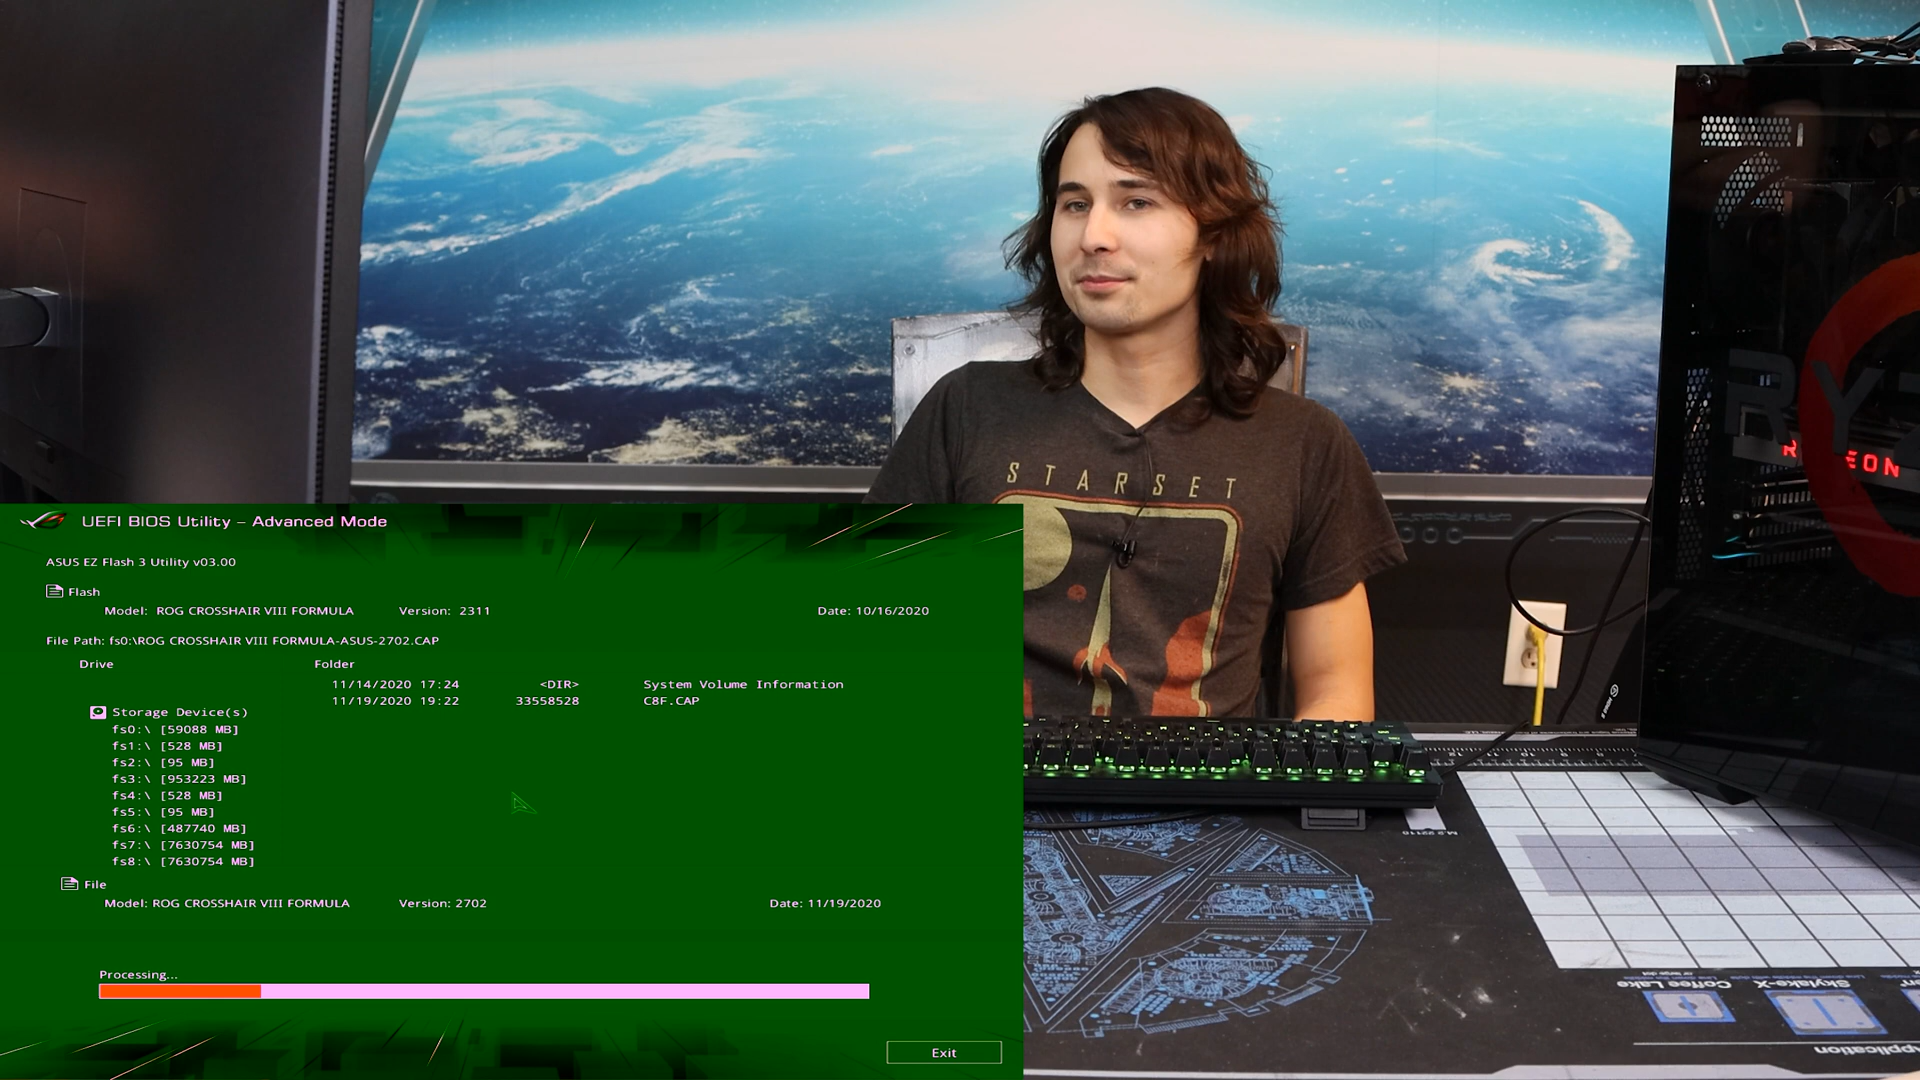 STARSET
RADEON
UEFI BIOS Utility – Advanced Mode
ASUS EZ Flash 3 Utility v03.00
Flash
Model: ROG CROSSHAIR VIII FORMULA Version: 2311 Date: 10/16/2020
File Path: fs0:\ROG CROSSHAIR VIII FORMULA-ASUS-2702.CAP
Drive Folder
11/14/2020 17:24 <DIR> System Volume Information
11/19/2020 19:22 33558528 C8F.CAP
Storage Device(s)
fs0:\ [59088 MB]
fs1:\ [528 MB]
fs2:\ [95 MB]
fs3:\ [953223 MB]
fs4:\ [528 MB]
fs5:\ [95 MB]
fs6:\ [487740 MB]
fs7:\ [7630754 MB]
fs8:\ [7630754 MB]
File
Model: ROG CROSSHAIR VIII FORMULA Version: 2702 Date: 11/19/2020
Processing...
Exit
M.2 22110
Coffee Lake
Skylake-X
Application